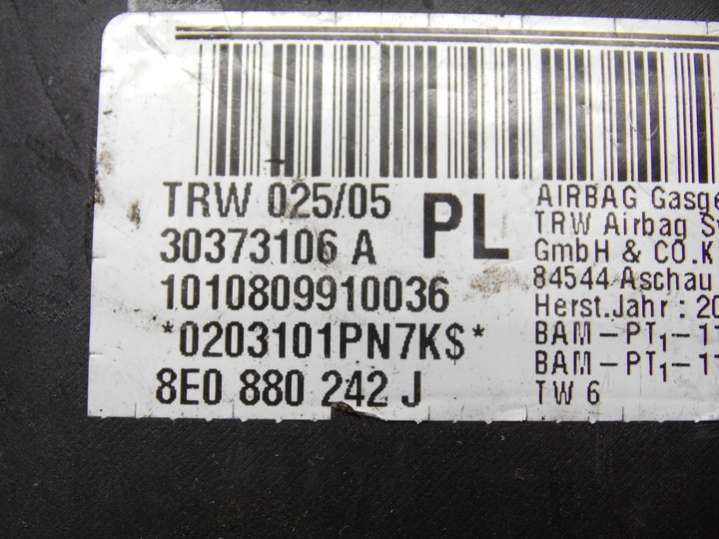 TRW 025/05
30373106 A
1010809910036
*0203101PN7K$*
8E0 880 242 J
PL
AIRBAG
TRW Airbag
GmbH & CO.K
84544 Aschau
Herst.Jahr : 20
BAM-PT1-1
BAM-PT1-1
TW 6